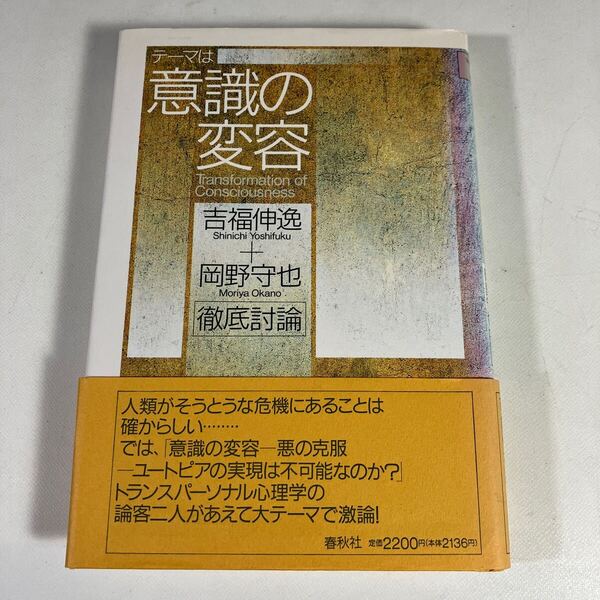 テーマは
意識の
変容
Transformation of
Consciousness
吉福伸逸
Shinichi Yoshifuku
+
岡野守也
Moriya Okano
徹底討論
人類がそうとうな危機にあることは
確からしい………
では、「意識の変容―悪の克服
―ユートピアの実現は不可能なのか?」
トランスパーソナル心理学の
論客二人があえて大テーマで激論!
春秋社 定価2200円(本体2136円)